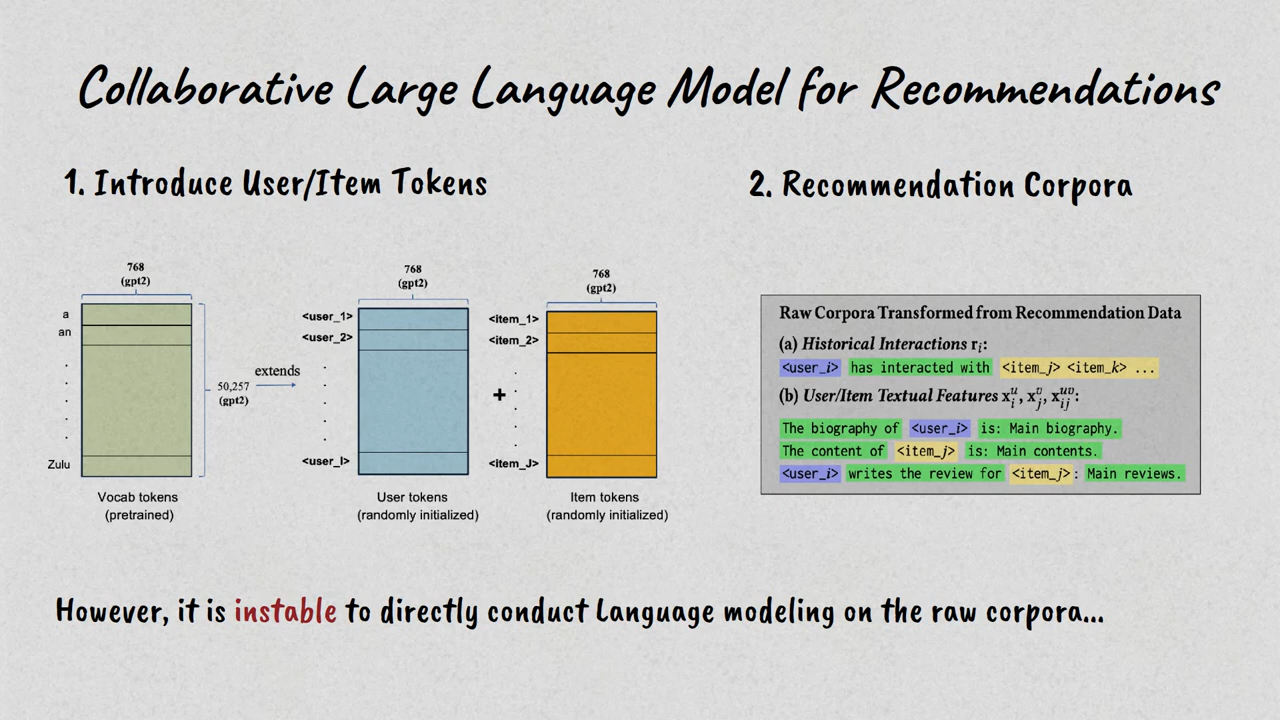 Collaborative Large Language Model for Recommendations
1. Introduce User/Item Tokens
768
(gpt2)
a
an
Zulu
50,257
(gpt2)
Vocab tokens
(pretrained)
extends
768
(gpt2)
<user_1>
<user_2>
<user_I>
User tokens
(randomly initialized)
+
768
(gpt2)
<item_1>
<item_2>
<item_J>
Item tokens
(randomly initialized)
2. Recommendation Corpora
Raw Corpora Transformed from Recommendation Data
(a) Historical Interactions rᵢ:
<user_i> has interacted with <item_j> <item_k> ...
(b) User/Item Textual Features x_i^u, x_j^v, x_ij^uv:
The biography of <user_i> is: Main biography.
The content of <item_j> is: Main contents.
<user_i> writes the review for <item_j>: Main reviews.
However, it is instable to directly conduct Language modeling on the raw corpora...